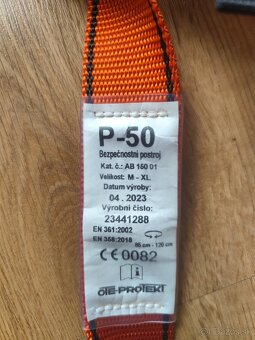 P-50
Bezpečnostní postroj
Kat. č.: AB 150 01
Velikost: M - XL
Datum výroby:
04 . 2023
Výrobní číslo:
23441288
EN 361:2002
EN 358:2018
86 cm - 120 cm
CE 0082
i
OTE-PROTEKT